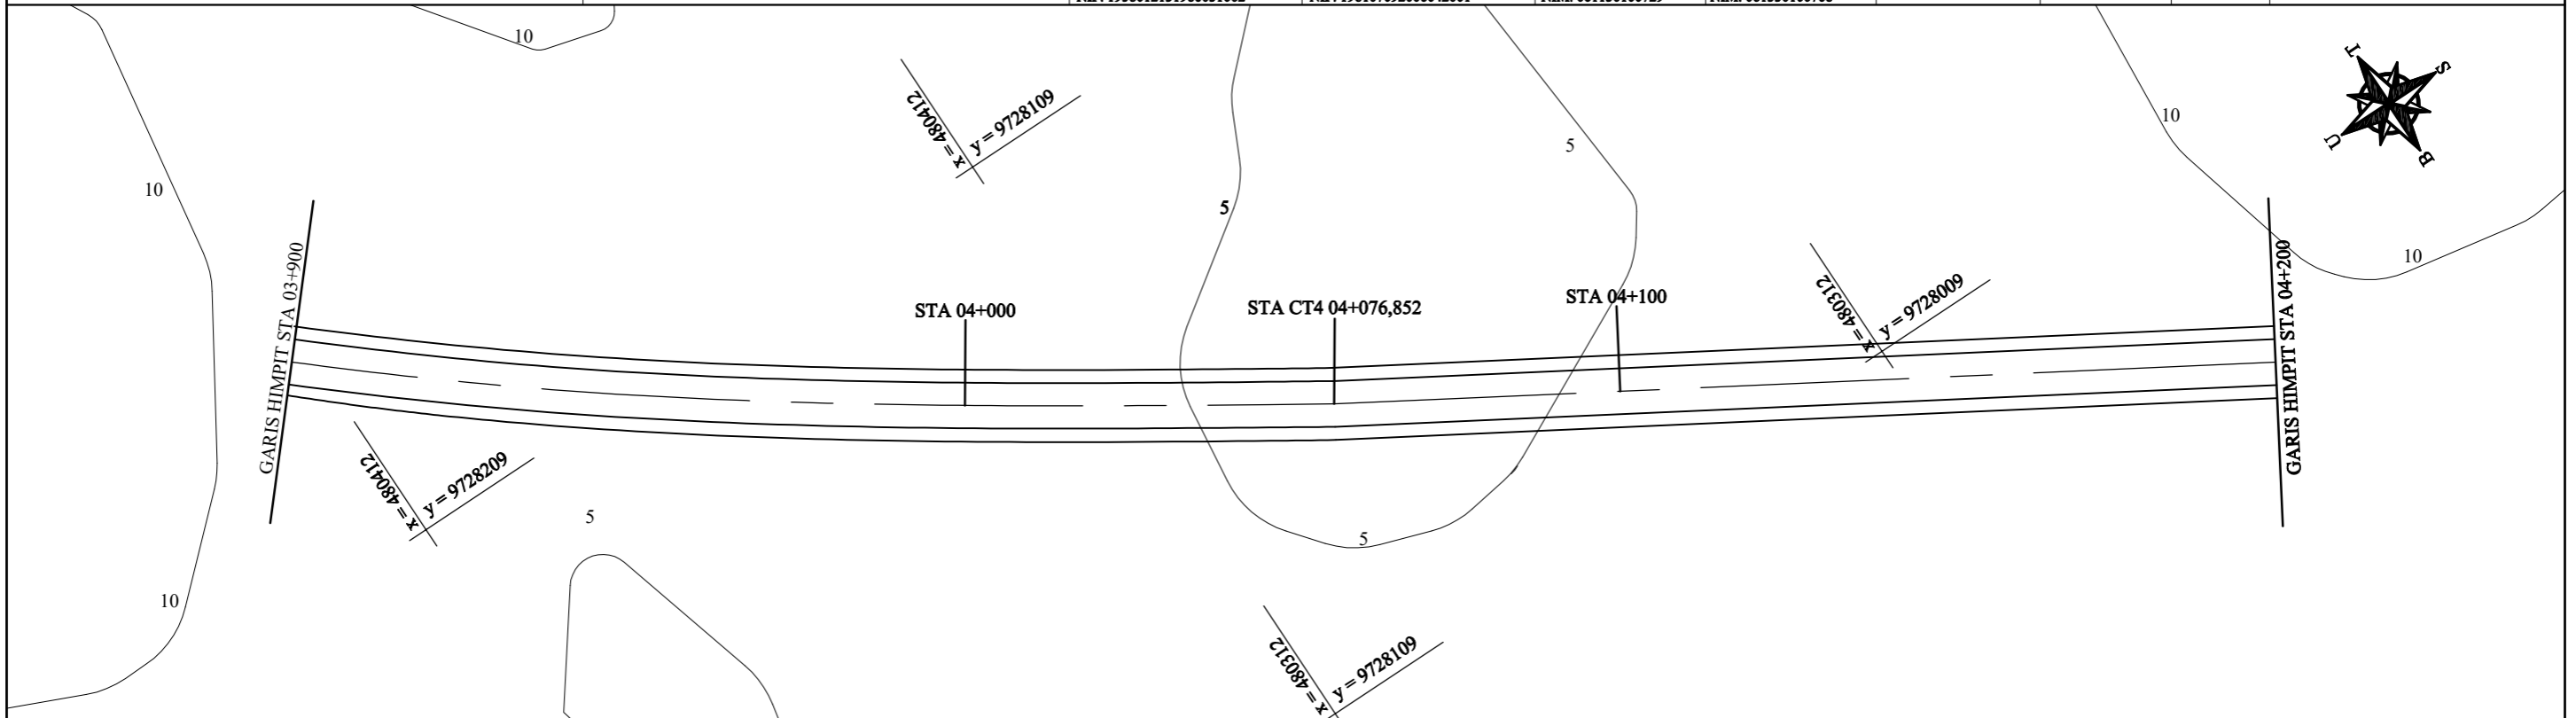 10
T
S
U
B
x = 480412
y = 9728109
10
5
10
5
10
GARIS HIMPIT STA 03+900
STA 04+000
STA CT4 04+076,852
STA 04+100
x = 480312
y = 9728009
GARIS HIMPIT STA 04+200
x = 480412
y = 9728209
5
5
10
x = 480312
y = 9728109